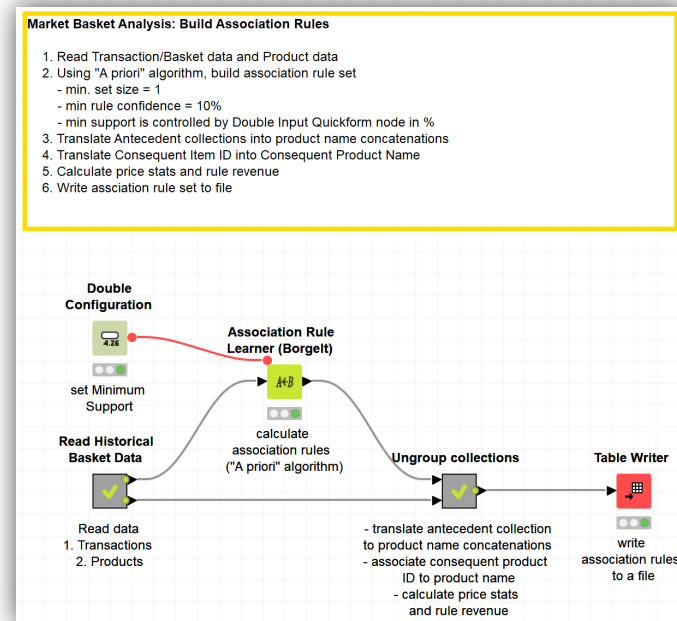 Market Basket Analysis: Build Association Rules
1. Read Transaction/Basket data and Product data
2. Using "A priori" algorithm, build association rule set
- min. set size = 1
- min rule confidence = 10%
- min support is controlled by Double Input Quickform node in %
3. Translate Antecedent collections into product name concatenations
4. Translate Consequent Item ID into Consequent Product Name
5. Calculate price stats and rule revenue
6. Write assciation rule set to file
Double
Configuration
4.26
set Minimum
Support
Association Rule
Learner (Borgelt)
A+B
calculate
association rules
("A priori" algorithm)
Read Historical
Basket Data
Read data
1. Transactions
2. Products
Ungroup collections
- translate antecedent collection
to product name concatenations
- associate consequent product
ID to product name
- calculate price stats
and rule revenue
Table Writer
write
association rules
to a file